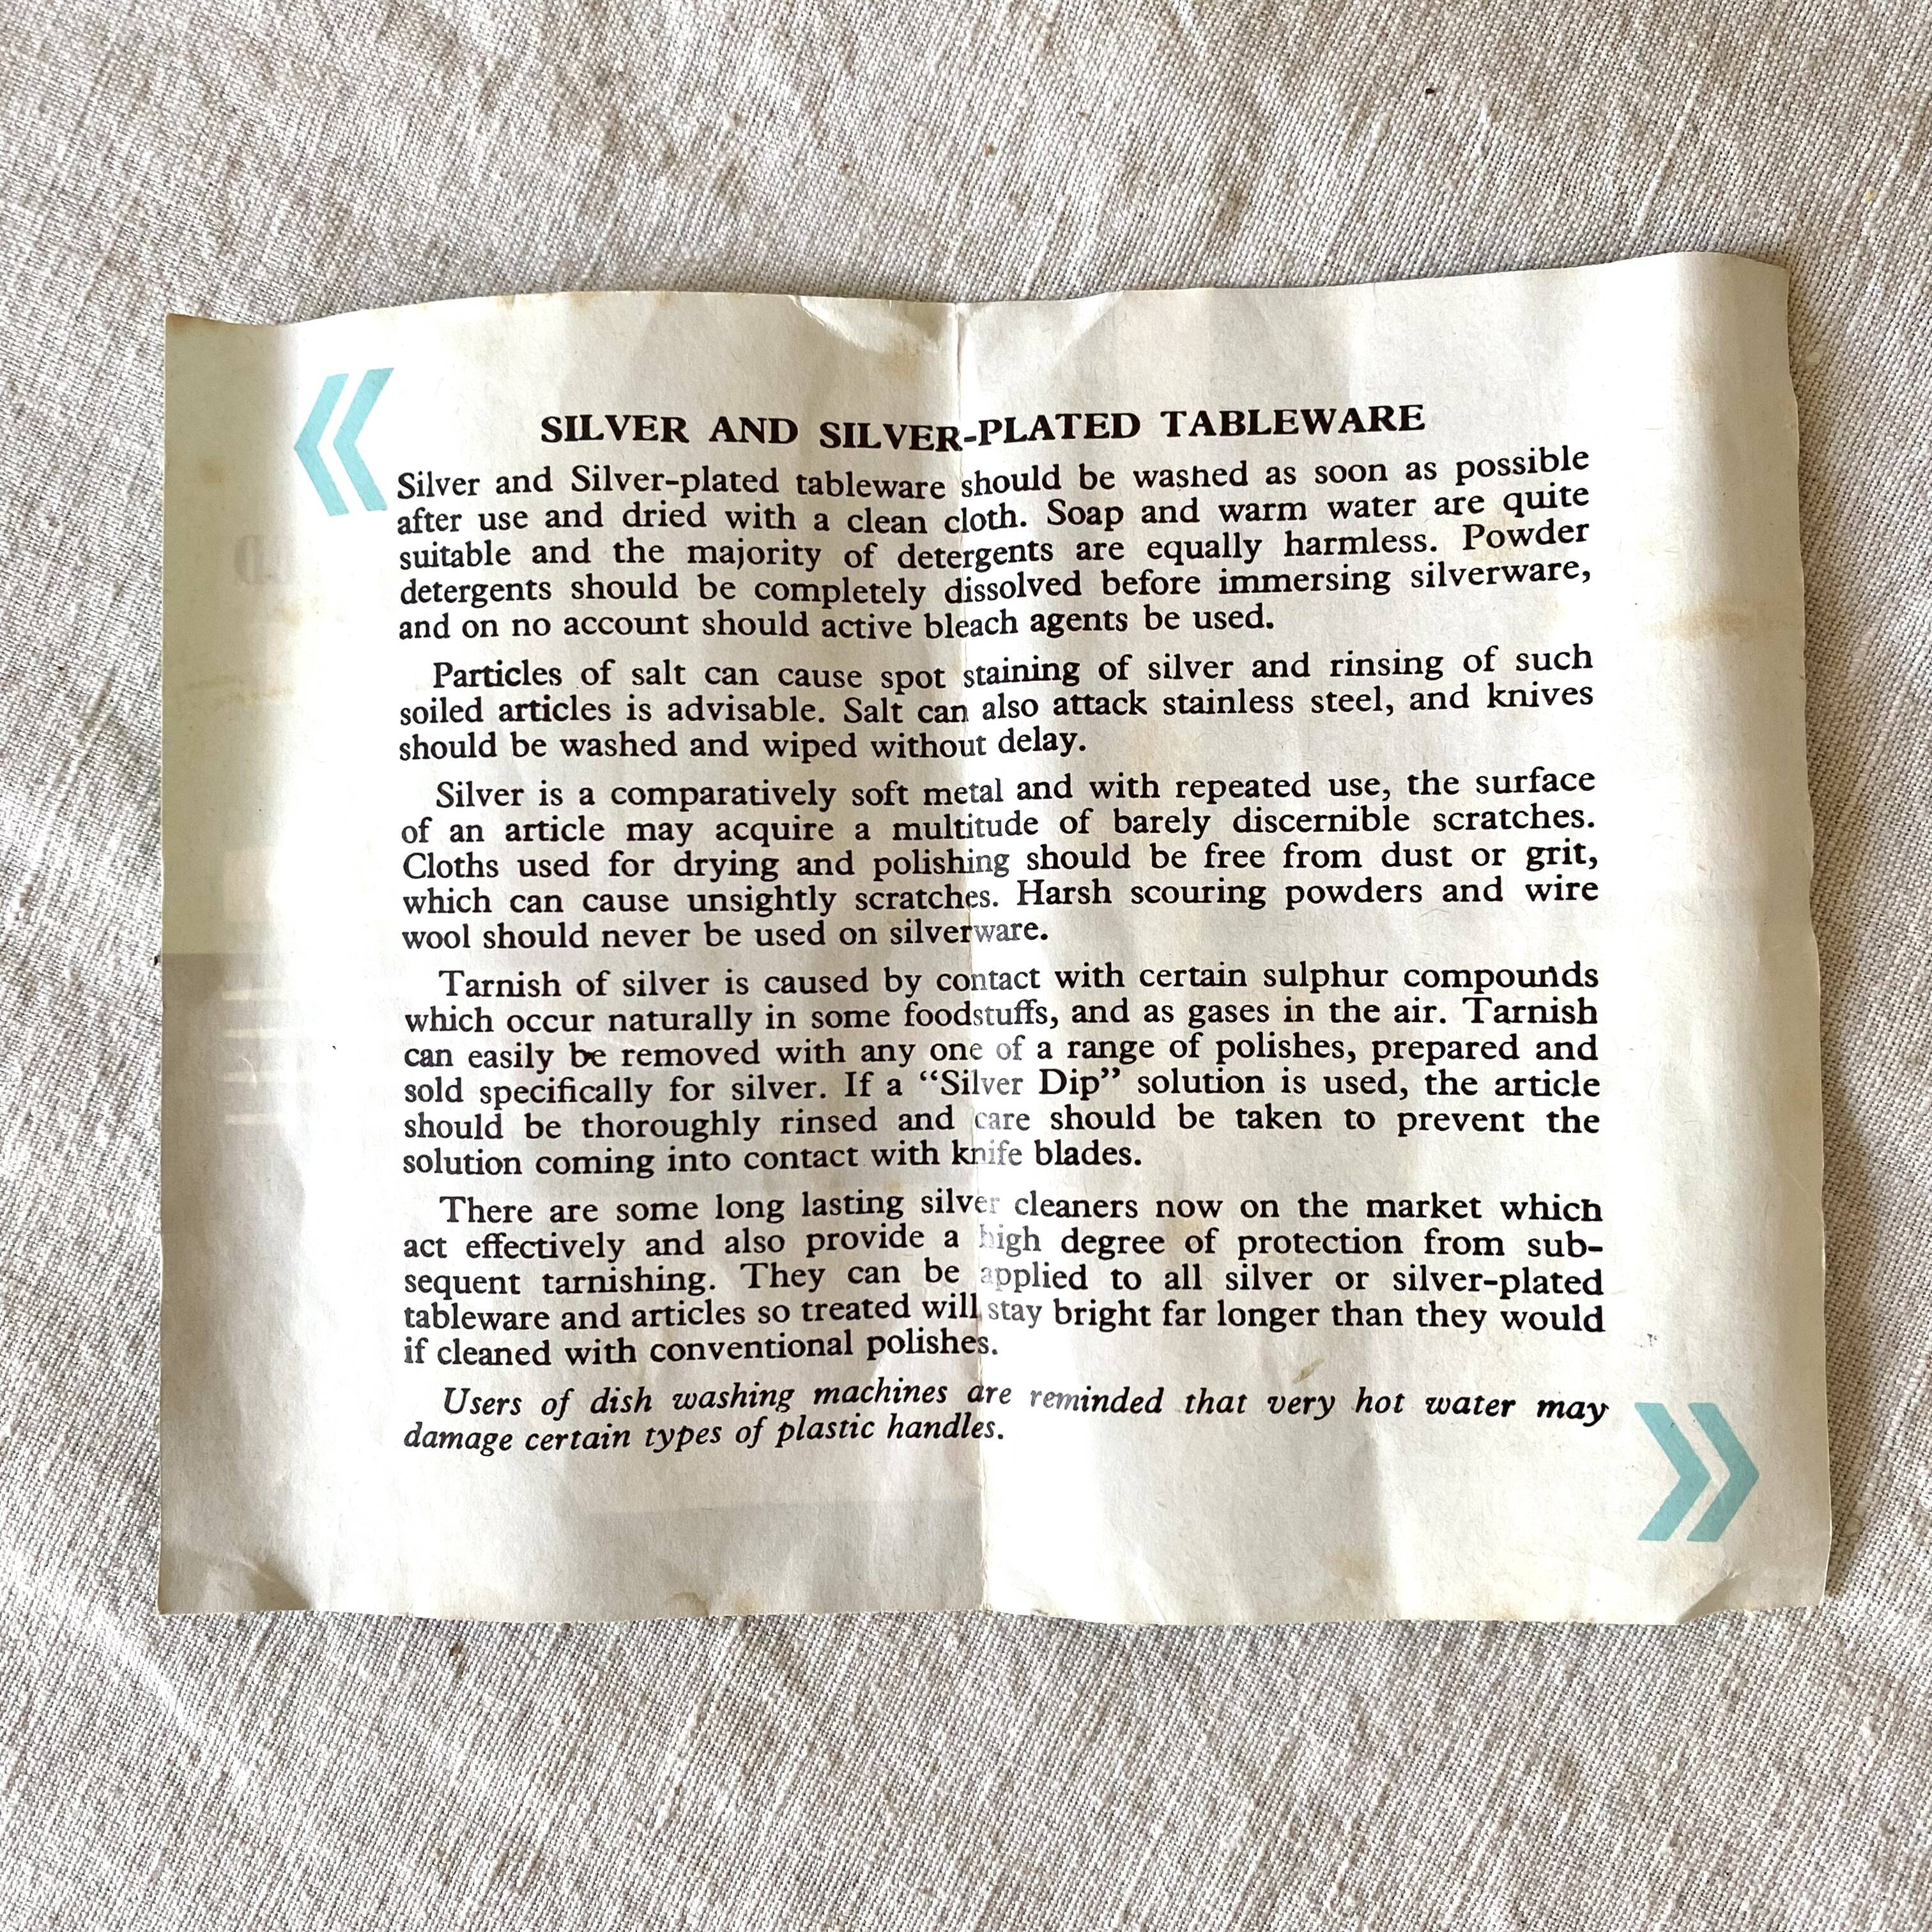 SILVER AND SILVER-PLATED TABLEWARE
Silver and Silver-plated tableware should be washed as soon as possible
after use and dried with a clean cloth. Soap and warm water are quite
suitable and the majority of detergents are equally harmless. Powder
detergents should be completely dissolved before immersing silverware,
and on no account should active bleach agents be used.
Particles of salt can cause spot staining of silver and rinsing of such
soiled articles is advisable. Salt can also attack stainless steel, and knives
should be washed and wiped without delay.
Silver is a comparatively soft metal and with repeated use, the surface
of an article may acquire a multitude of barely discernible scratches.
Cloths used for drying and polishing should be free from dust or grit,
which can cause unsightly scratches. Harsh scouring powders and wire
wool should never be used on silverware.
Tarnish of silver is caused by contact with certain sulphur compounds
which occur naturally in some foodstuffs, and as gases in the air. Tarnish
can easily be removed with any one of a range of polishes, prepared and
sold specifically for silver. If a “Silver Dip” solution is used, the article
should be thoroughly rinsed and care should be taken to prevent the
solution coming into contact with knife blades.
There are some long lasting silver cleaners now on the market which
act effectively and also provide a high degree of protection from sub-
sequent tarnishing. They can be applied to all silver or silver-plated
tableware and articles so treated will stay bright far longer than they would
if cleaned with conventional polishes.
Users of dish washing machines are reminded that very hot water may
damage certain types of plastic handles.